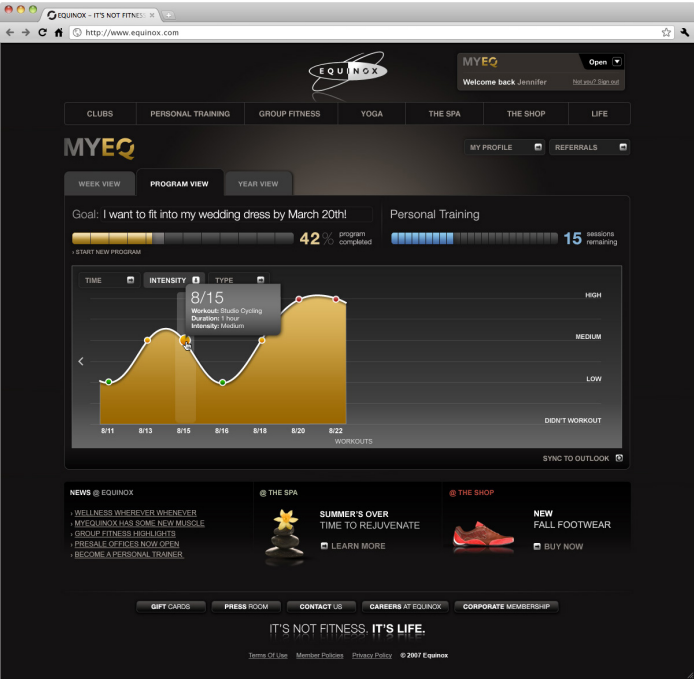 EQUINOX – IT'S NOT FITNESS
http://www.equinox.com
EQUINOX
MYEQ
Open
Welcome back Jennifer
Not you? Sign out
CLUBS
PERSONAL TRAINING
GROUP FITNESS
YOGA
THE SPA
THE SHOP
LIFE
MYEQ
MY PROFILE
REFERRALS
WEEK VIEW
PROGRAM VIEW
YEAR VIEW
Goal: I want to fit into my wedding dress by March 20th!
42% program completed
› START NEW PROGRAM
Personal Training
15 sessions remaining
TIME
INTENSITY
TYPE
8/15
Workout: Studio Cycling
Duration: 1 hour
Intensity: Medium
HIGH
MEDIUM
LOW
DIDN'T WORKOUT
8/11
8/13
8/15
8/16
8/18
8/20
8/22
WORKOUTS
SYNC TO OUTLOOK
NEWS @ EQUINOX
› WELLNESS WHEREVER WHENEVER
› MYEQUINOX HAS SOME NEW MUSCLE
› GROUP FITNESS HIGHLIGHTS
› PRESALE OFFICES NOW OPEN
› BECOME A PERSONAL TRAINER
@ THE SPA
SUMMER'S OVER
TIME TO REJUVENATE
LEARN MORE
@ THE SHOP
NEW
FALL FOOTWEAR
BUY NOW
GIFT CARDS
PRESS ROOM
CONTACT US
CAREERS AT EQUINOX
CORPORATE MEMBERSHIP
IT'S NOT FITNESS. IT'S LIFE.
Terms Of Use
Member Policies
Privacy Policy
© 2007 Equinox